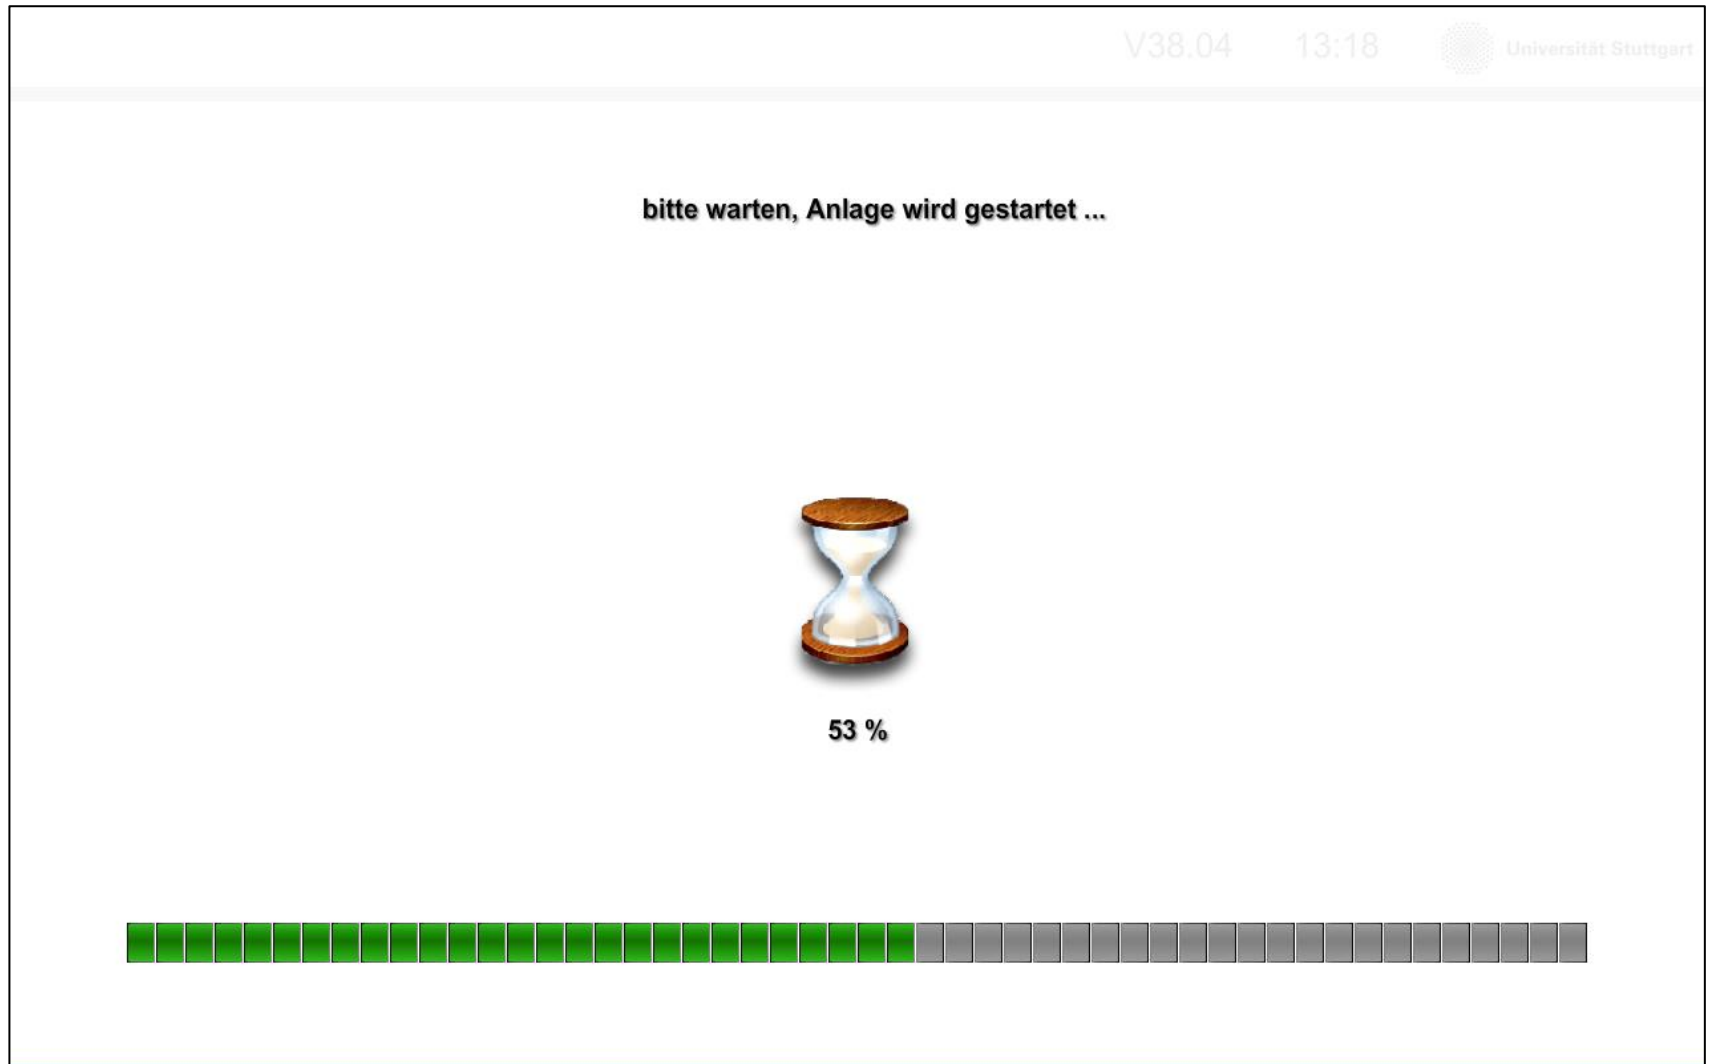 V38.04 13:18 Universität Stuttgart
bitte warten, Anlage wird gestartet ...
53 %